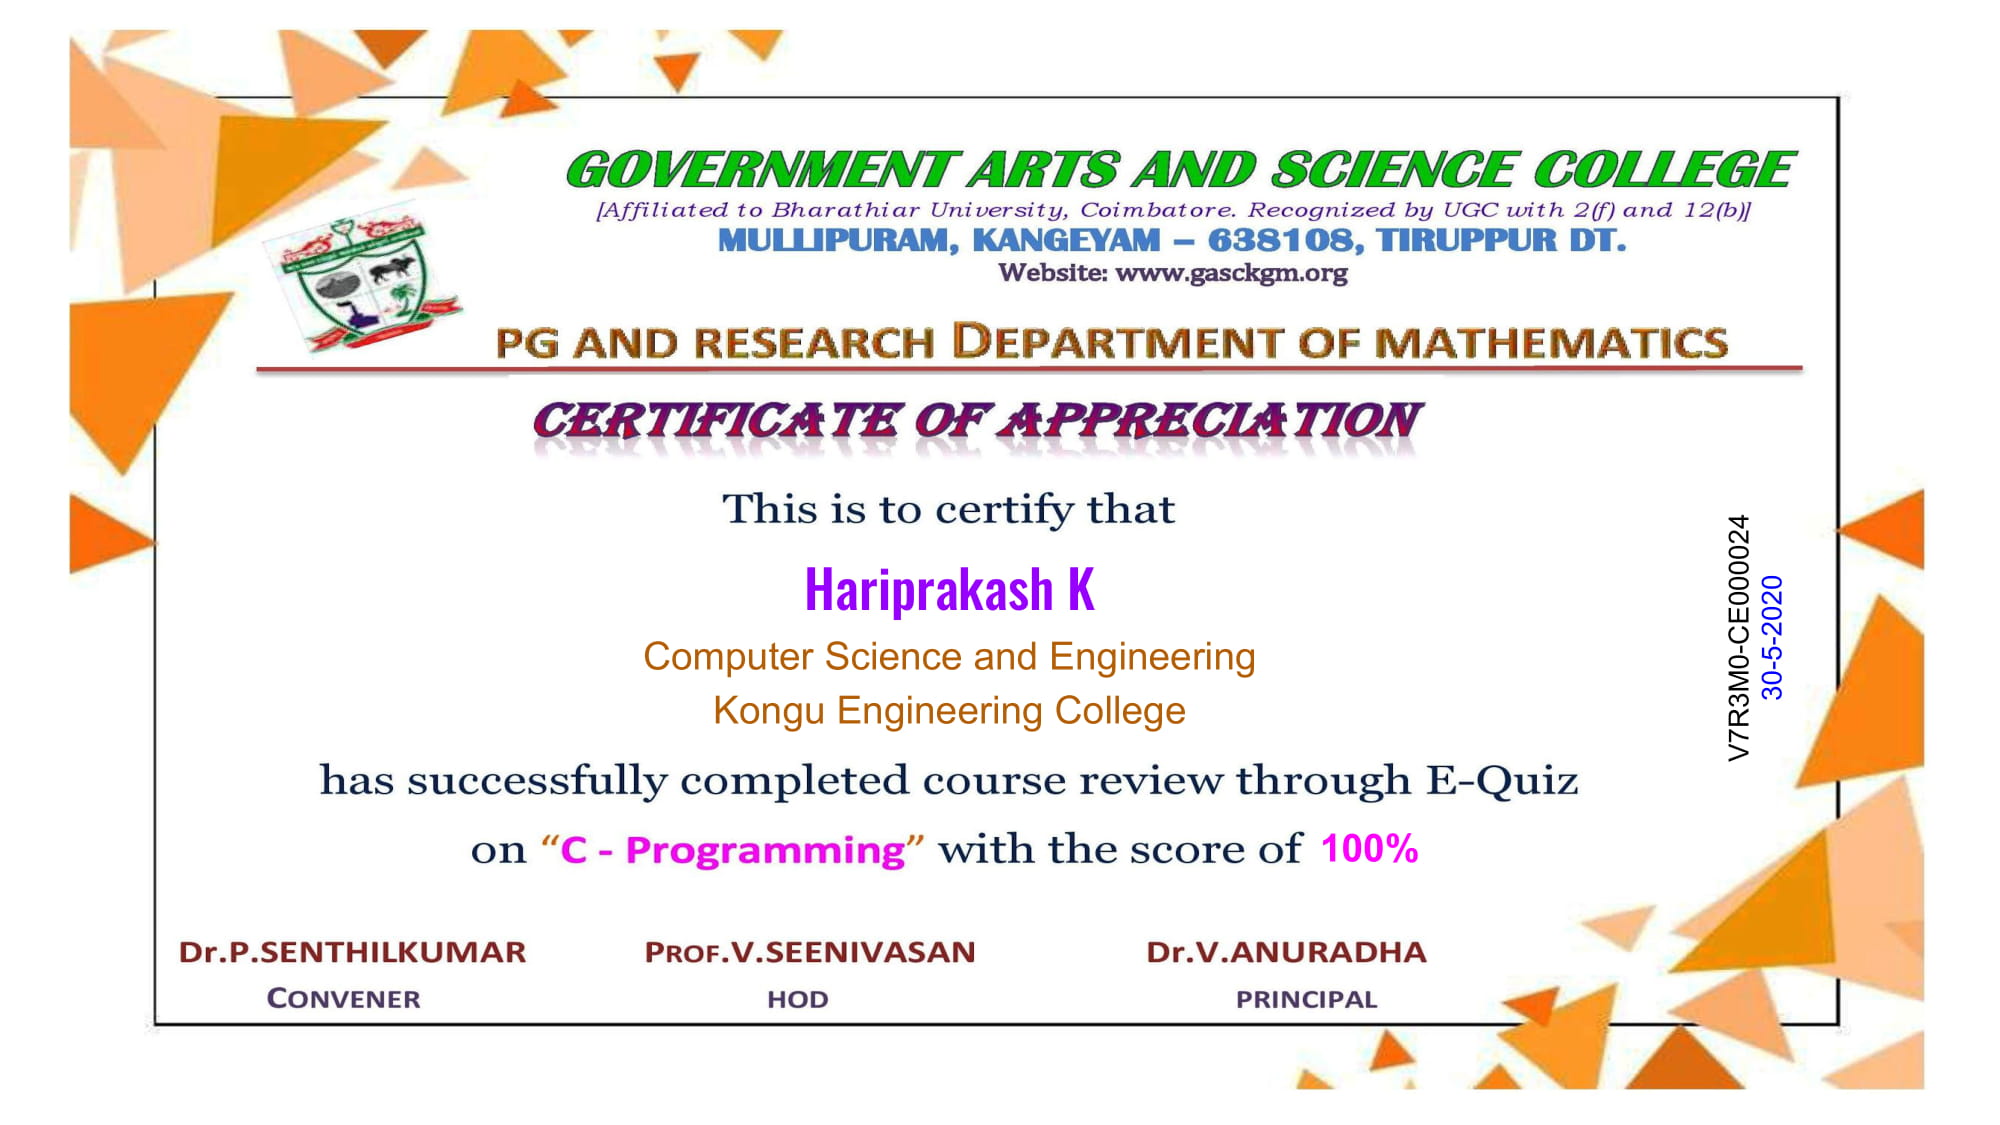 GOVERNMENT ARTS AND SCIENCE COLLEGE
[Affiliated to Bharathiar University, Coimbatore. Recognized by UGC with 2(f) and 12(b)]
MULLIPURAM, KANGEYAM – 638108, TIRUPPUR DT.
Website: www.gasckgm.org
PG AND RESEARCH DEPARTMENT OF MATHEMATICS
CERTIFICATE OF APPRECIATION
This is to certify that
Hariprakash K
Computer Science and Engineering
Kongu Engineering College
has successfully completed course review through E-Quiz
on “C - Programming” with the score of 100%
V7R3M0-CE000024
30-5-2020
Dr.P.SENTHILKUMAR PROF.V.SEENIVASAN Dr.V.ANURADHA
CONVENER HOD PRINCIPAL